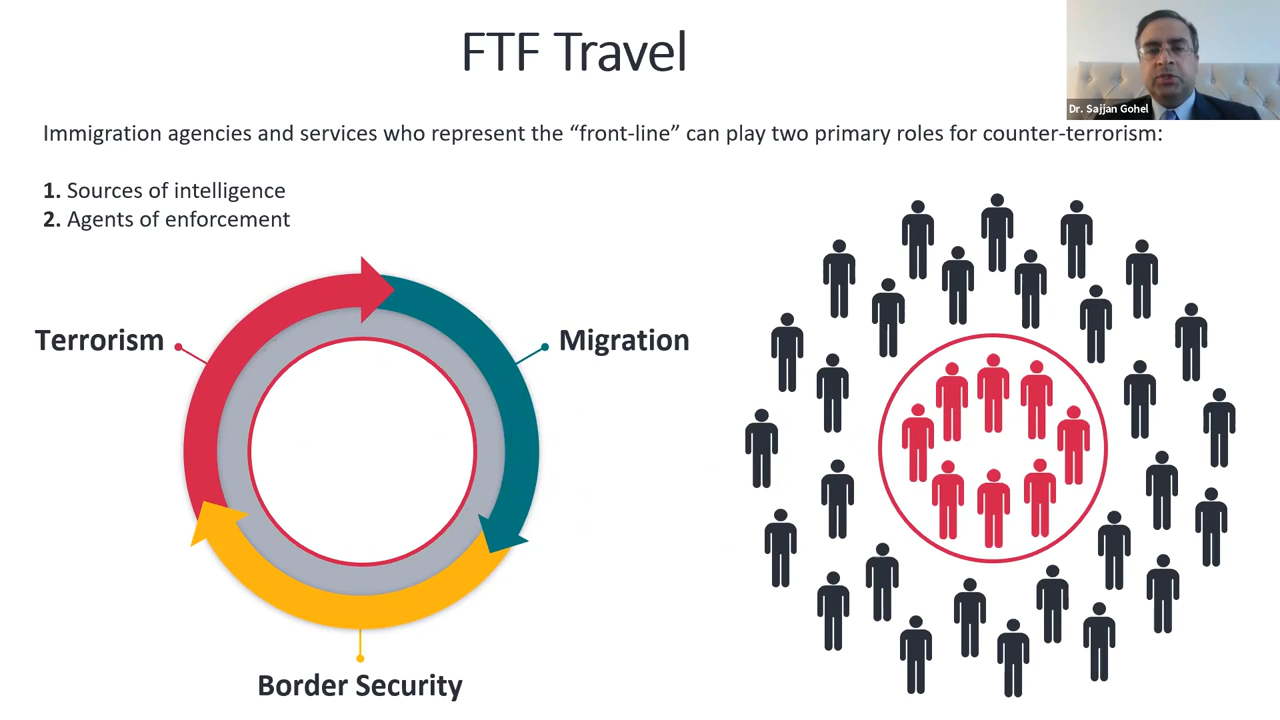 FTF Travel
Dr. Sajjan Gohel
Immigration agencies and services who represent the “front-line” can play two primary roles for counter-terrorism:
1. Sources of intelligence
2. Agents of enforcement
Terrorism
Migration
Border Security